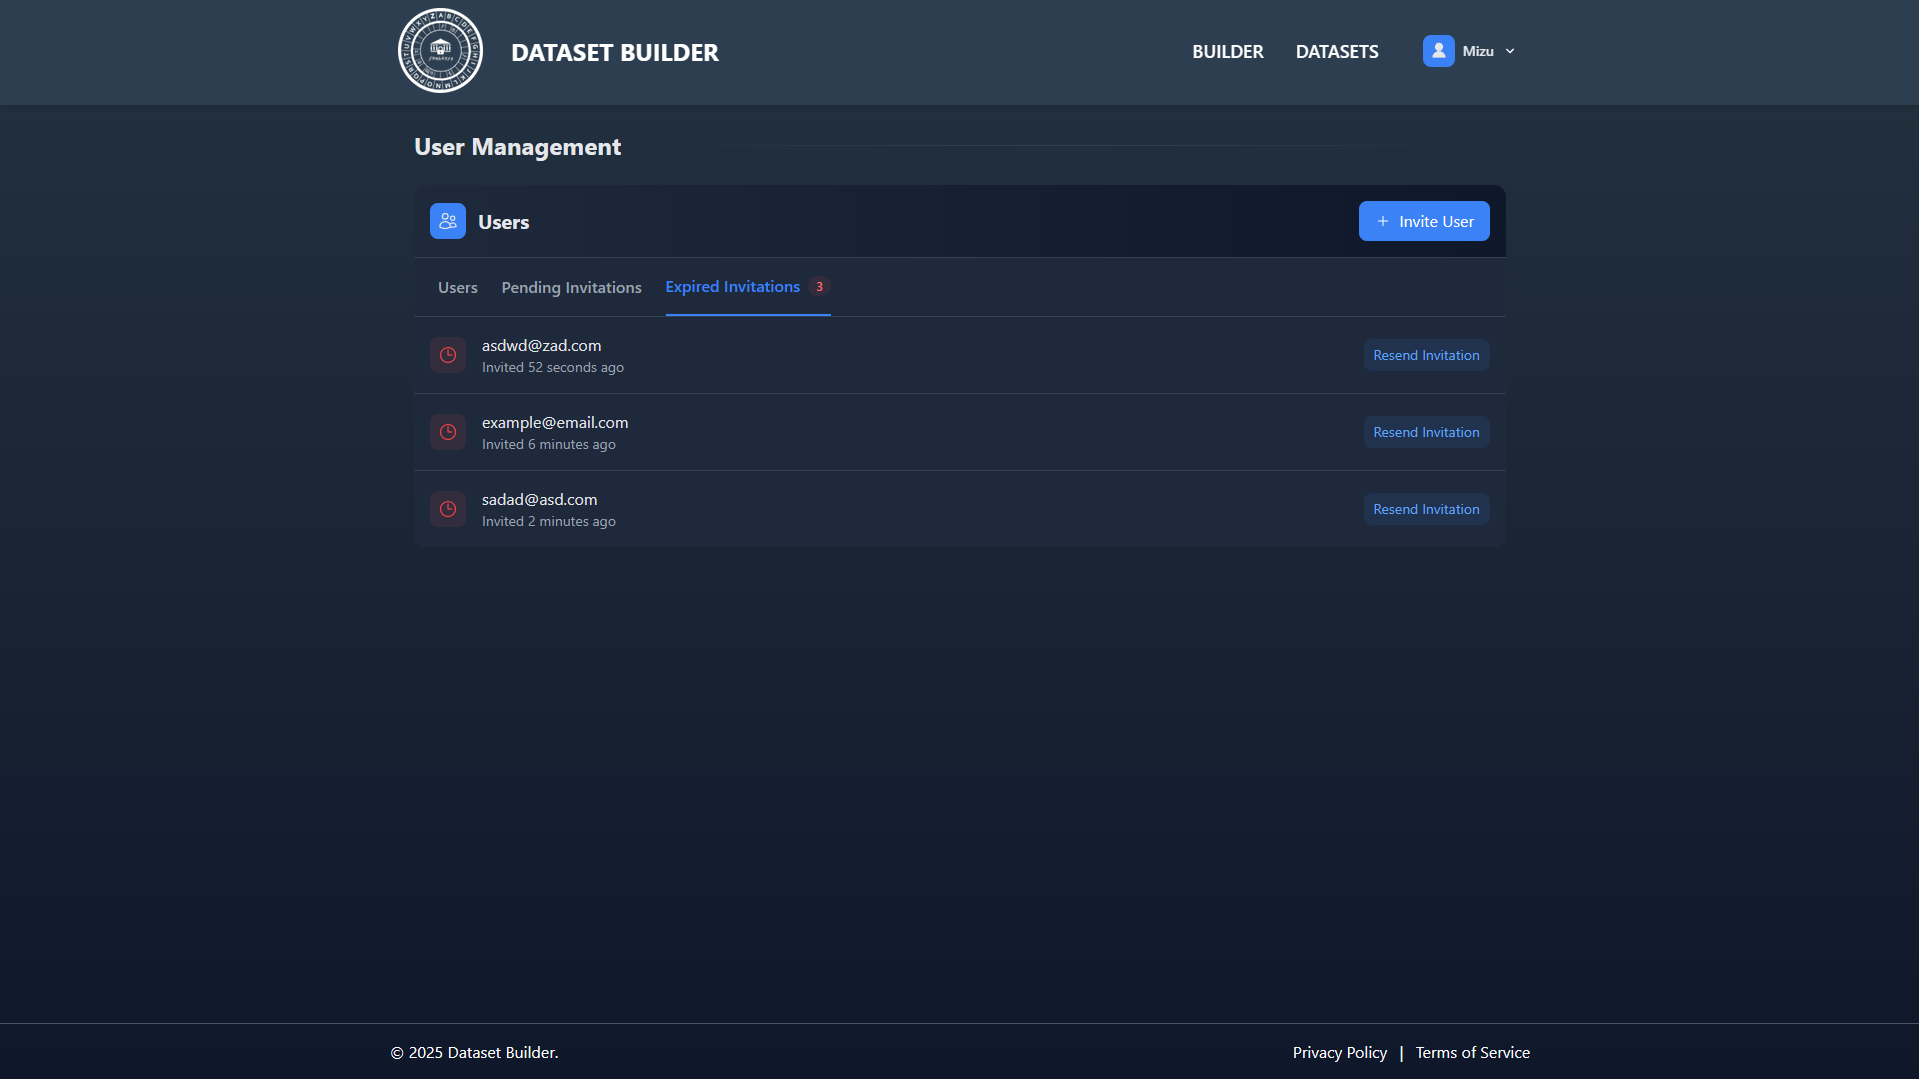 DATASET BUILDER
BUILDER
DATASETS
Mizu
User Management
Users
Invite User
Users
Pending Invitations
Expired Invitations 3
asdwd@zad.com
Invited 52 seconds ago
Resend Invitation
example@email.com
Invited 6 minutes ago
Resend Invitation
sadad@asd.com
Invited 2 minutes ago
Resend Invitation
© 2025 Dataset Builder.
Privacy Policy | Terms of Service